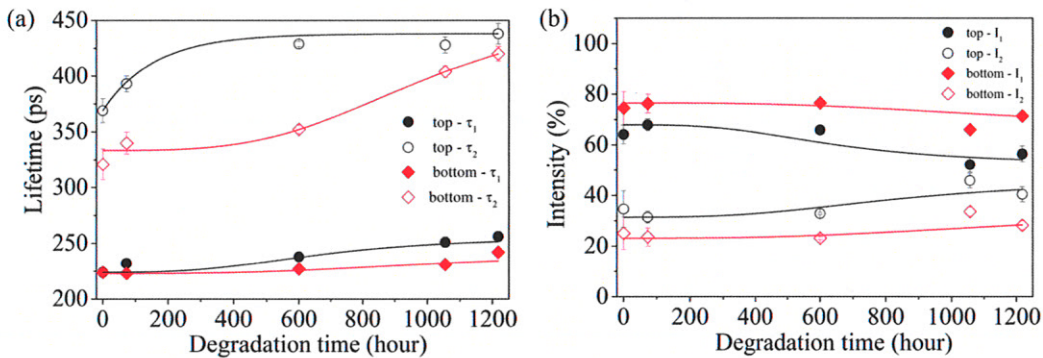 (a)
450
400
350
300
250
200
Lifetime (ps)
top - τ1
top - τ2
bottom - τ1
bottom - τ2
0 200 400 600 800 1000 1200
Degradation time (hour)
(b)
100
80
60
40
20
0
Intensity (%)
top - I1
top - I2
bottom - I1
bottom - I2
0 200 400 600 800 1000 1200
Degradation time (hour)